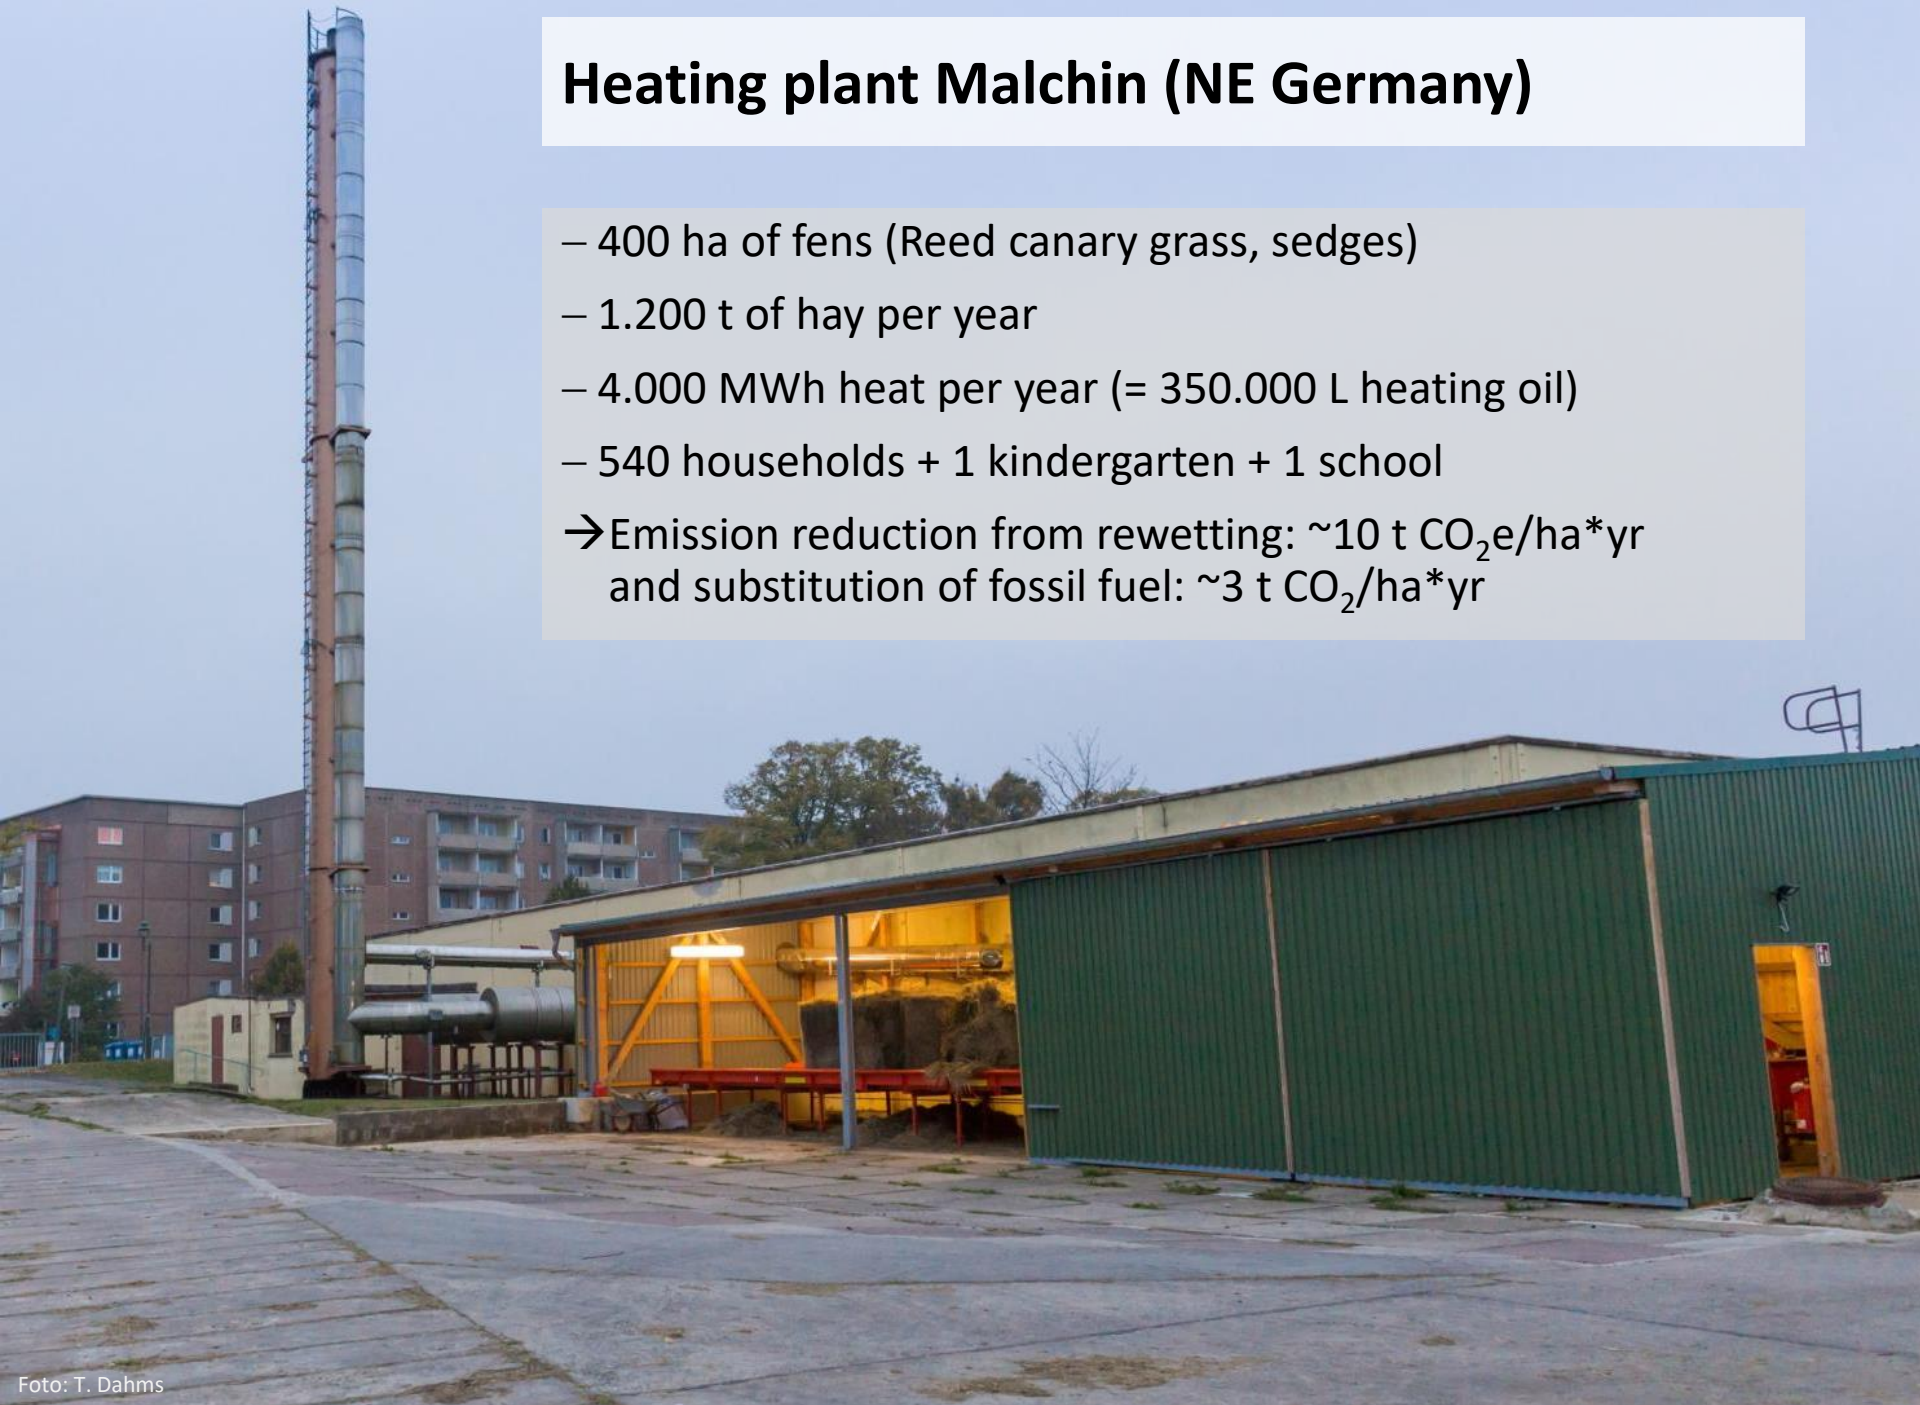 Heating plant Malchin (NE Germany)
– 400 ha of fens (Reed canary grass, sedges)
– 1.200 t of hay per year
– 4.000 MWh heat per year (= 350.000 L heating oil)
– 540 households + 1 kindergarten + 1 school
→Emission reduction from rewetting: ~10 t CO₂e/ha*yr
and substitution of fossil fuel: ~3 t CO₂/ha*yr
Foto: T. Dahms